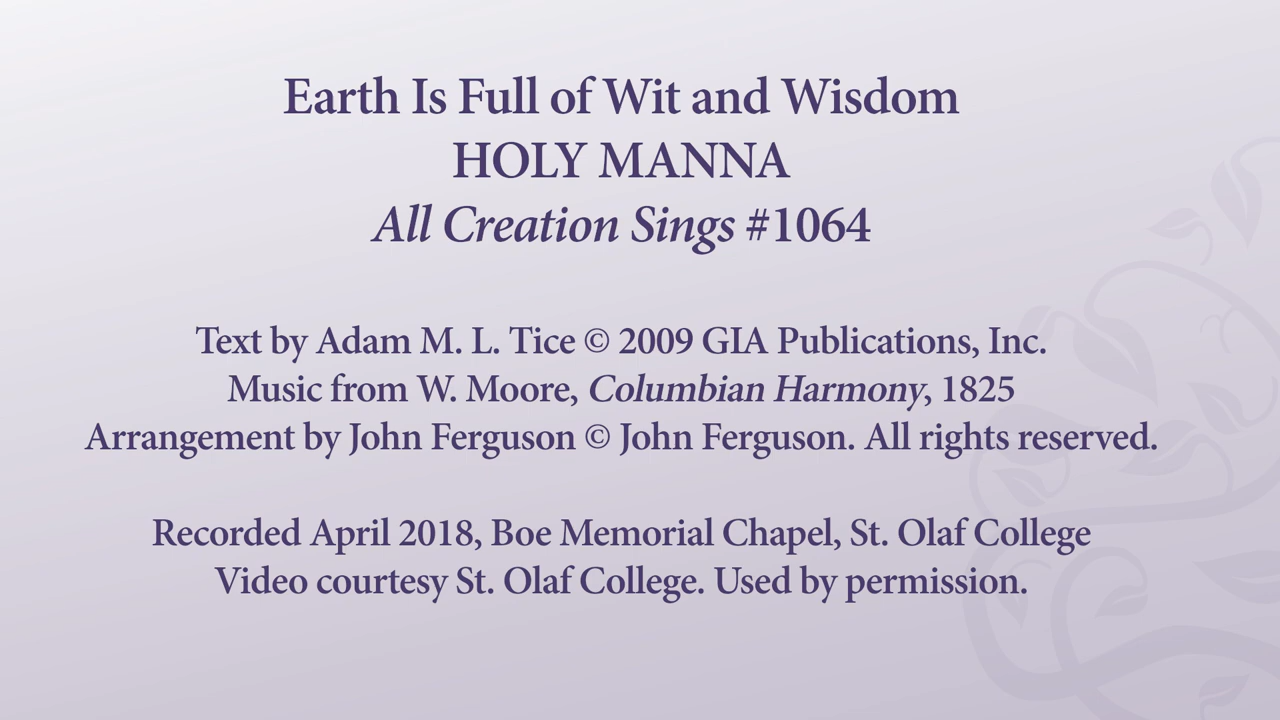 Earth Is Full of Wit and Wisdom
HOLY MANNA
All Creation Sings #1064
Text by Adam M. L. Tice © 2009 GIA Publications, Inc.
Music from W. Moore, Columbian Harmony, 1825
Arrangement by John Ferguson © John Ferguson. All rights reserved.
Recorded April 2018, Boe Memorial Chapel, St. Olaf College
Video courtesy St. Olaf College. Used by permission.